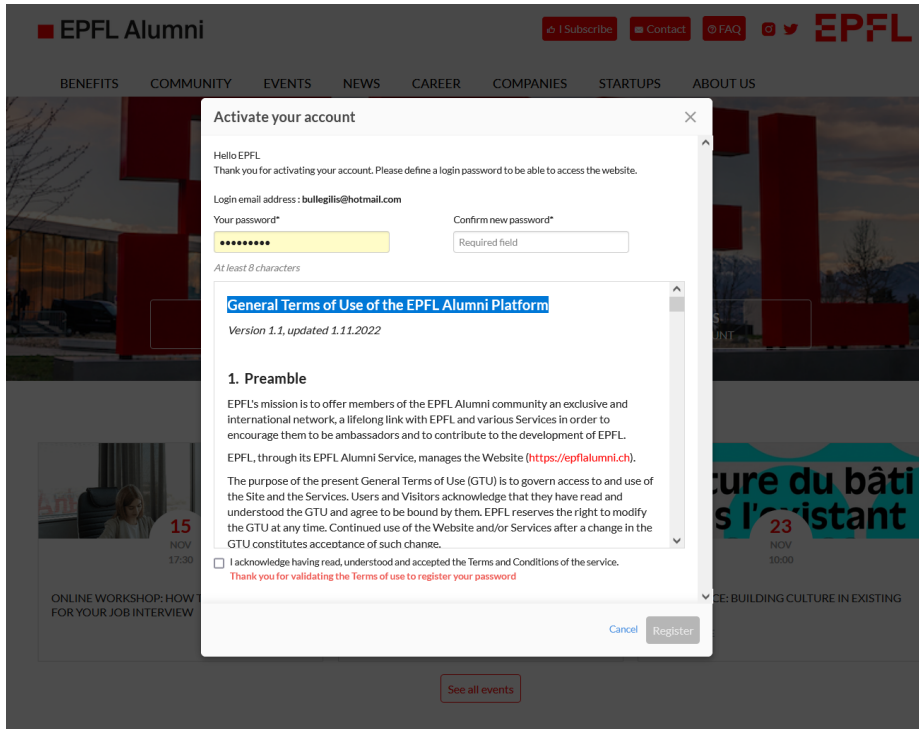 EPFL Alumni
I Subscribe
Contact
FAQ
EPFL
BENEFITS COMMUNITY EVENTS NEWS CAREER COMPANIES STARTUPS ABOUT US
Activate your account
Hello EPFL
Thank you for activating your account. Please define a login password to be able to access the website.
Login email address : bullegilis@hotmail.com
Your password* Confirm new password*
Required field
At least 8 characters
General Terms of Use of the EPFL Alumni Platform
Version 1.1, updated 1.11.2022
1. Preamble
EPFL's mission is to offer members of the EPFL Alumni community an exclusive and
international network, a lifelong link with EPFL and various Services in order to
encourage them to be ambassadors and to contribute to the development of EPFL.
EPFL, through its EPFL Alumni Service, manages the Website (https://epflalumni.ch).
The purpose of the present General Terms of Use (GTU) is to govern access to and use of
the Site and the Services. Users and Visitors acknowledge that they have read and
understood the GTU and agree to be bound by them. EPFL reserves the right to modify
the GTU at any time. Continued use of the Website and/or Services after a change in the
GTU constitutes acceptance of such change.
I acknowledge having read, understood and accepted the Terms and Conditions of the service.
Thank you for validating the Terms of use to register your password
Cancel Register
15
NOV
17:30
ONLINE WORKSHOP: HOW T
FOR YOUR JOB INTERVIEW
ure du bâti
s l'existant
23
NOV
10:00
CE: BUILDING CULTURE IN EXISTING
See all events